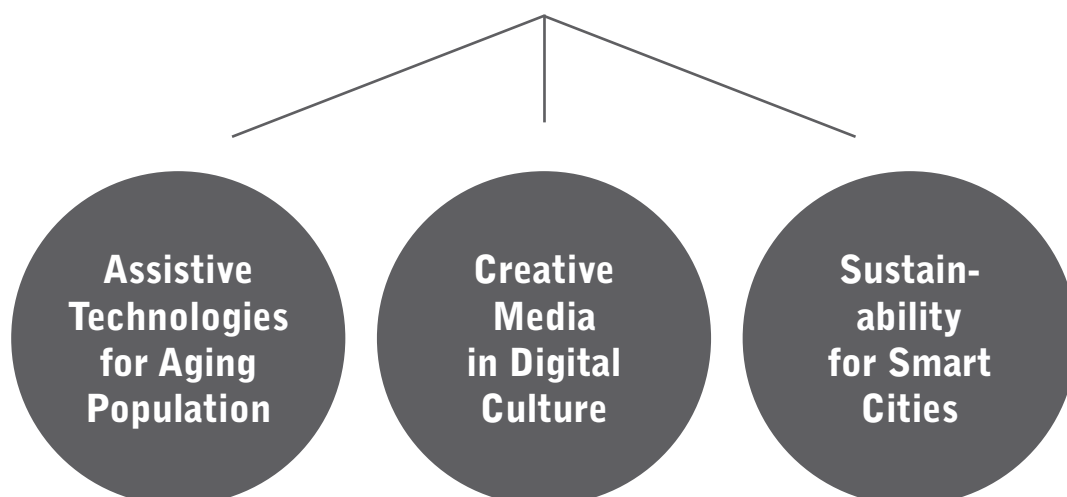 Assistive
Technologies
for Aging
Population
Creative
Media
in Digital
Culture
Sustain-
ability
for Smart
Cities